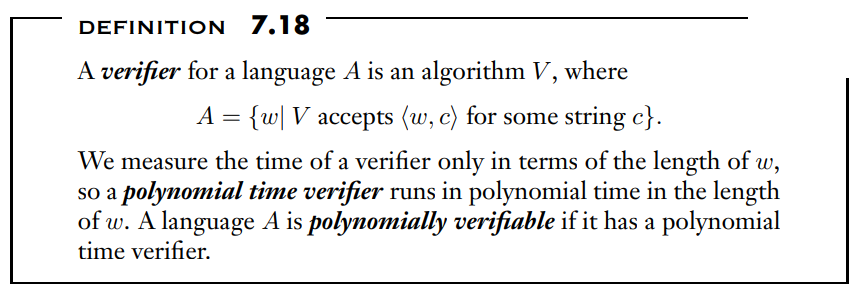 DEFINITION 7.18
A verifier for a language A is an algorithm V, where
A = {w| V accepts ⟨w, c⟩ for some string c}.
We measure the time of a verifier only in terms of the length of w,
so a polynomial time verifier runs in polynomial time in the length
of w. A language A is polynomially verifiable if it has a polynomial
time verifier.